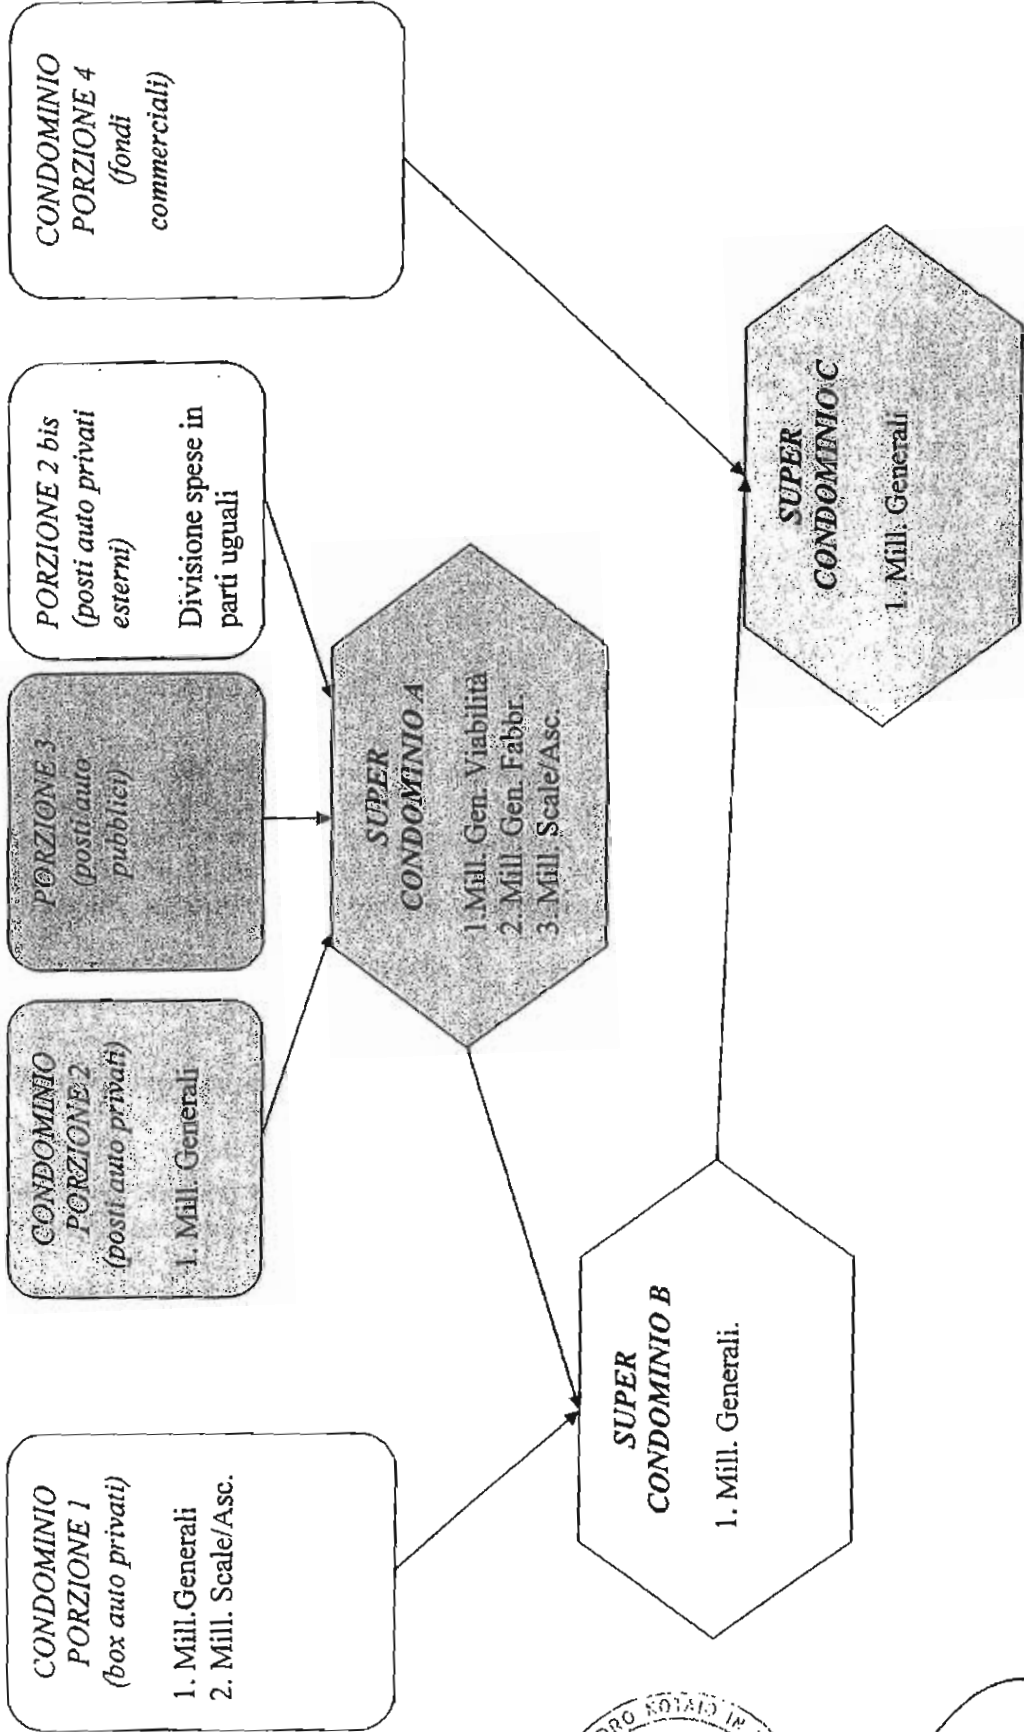 CONDOMINIO
PORZIONE 1
(box auto privati)
1. Mill.Generali
2. Mill. Scale/Asc.
CONDOMINIO
PORZIONE 2
(posti auto privati)
1. Mill. Generali
PORZIONE 3
(posti auto
pubblici)
PORZIONE 2 bis
(posti auto privati
esterni)
Divisione spese in
parti uguali
CONDOMINIO
PORZIONE 4
(fondi
commerciali)
SUPER
CONDOMINIO A
1.Mill. Gen. Viabilità
2. Mill. Gen. Fabbr.
3. Mill. Scale/Asc.
SUPER
CONDOMINIO B
1. Mill. Generali.
SUPER
CONDOMINIO C
1. Mill. Generali